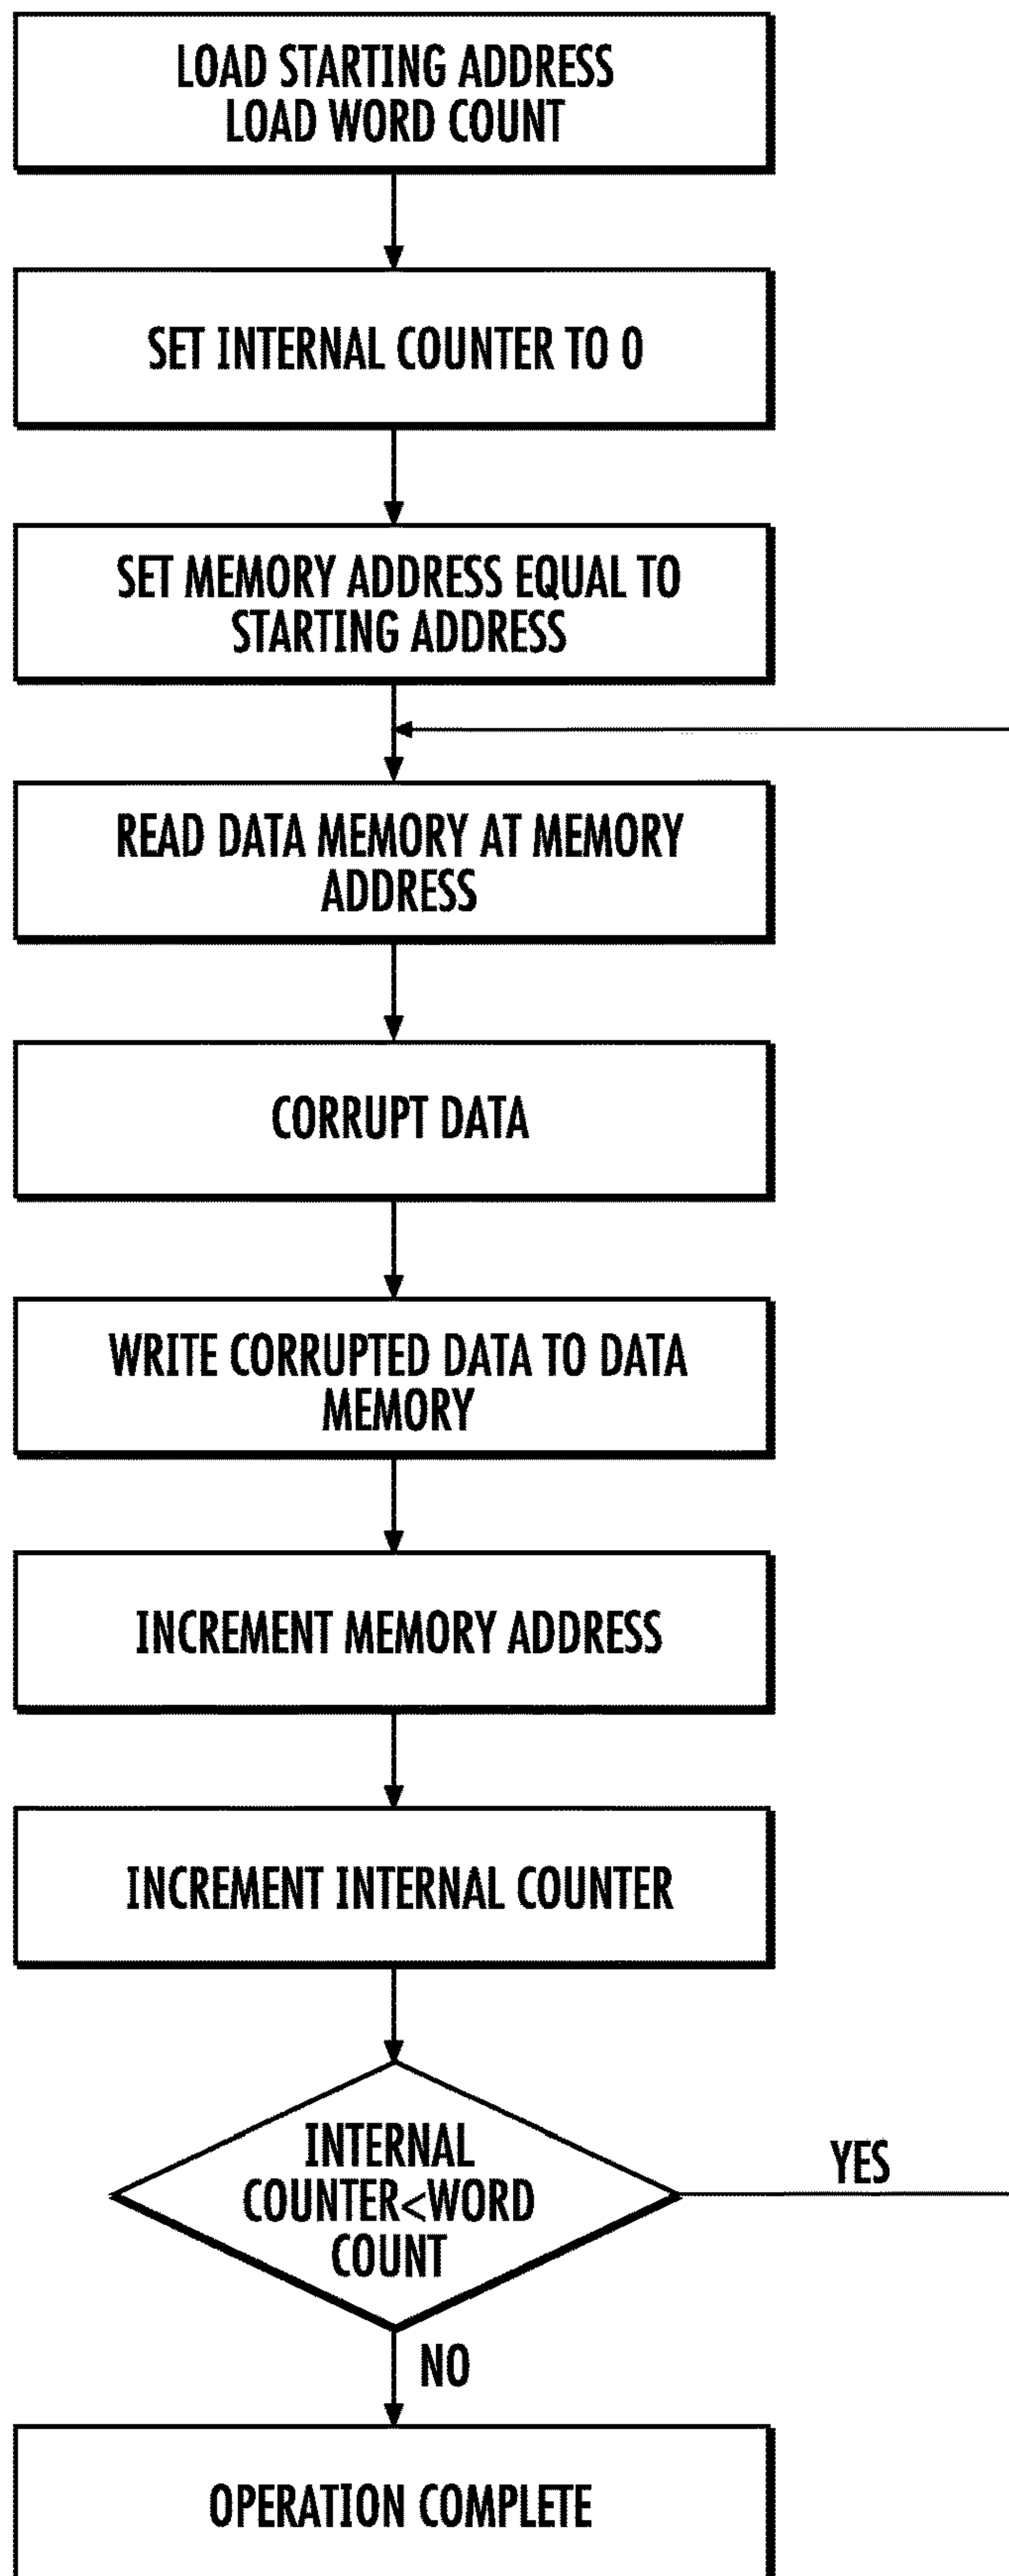 LOAD STARTING ADDRESS
LOAD WORD COUNT
SET INTERNAL COUNTER TO 0
SET MEMORY ADDRESS EQUAL TO
STARTING ADDRESS
READ DATA MEMORY AT MEMORY
ADDRESS
CORRUPT DATA
WRITE CORRUPTED DATA TO DATA
MEMORY
INCREMENT MEMORY ADDRESS
INCREMENT INTERNAL COUNTER
INTERNAL
COUNTER<WORD
COUNT
YES
NO
OPERATION COMPLETE